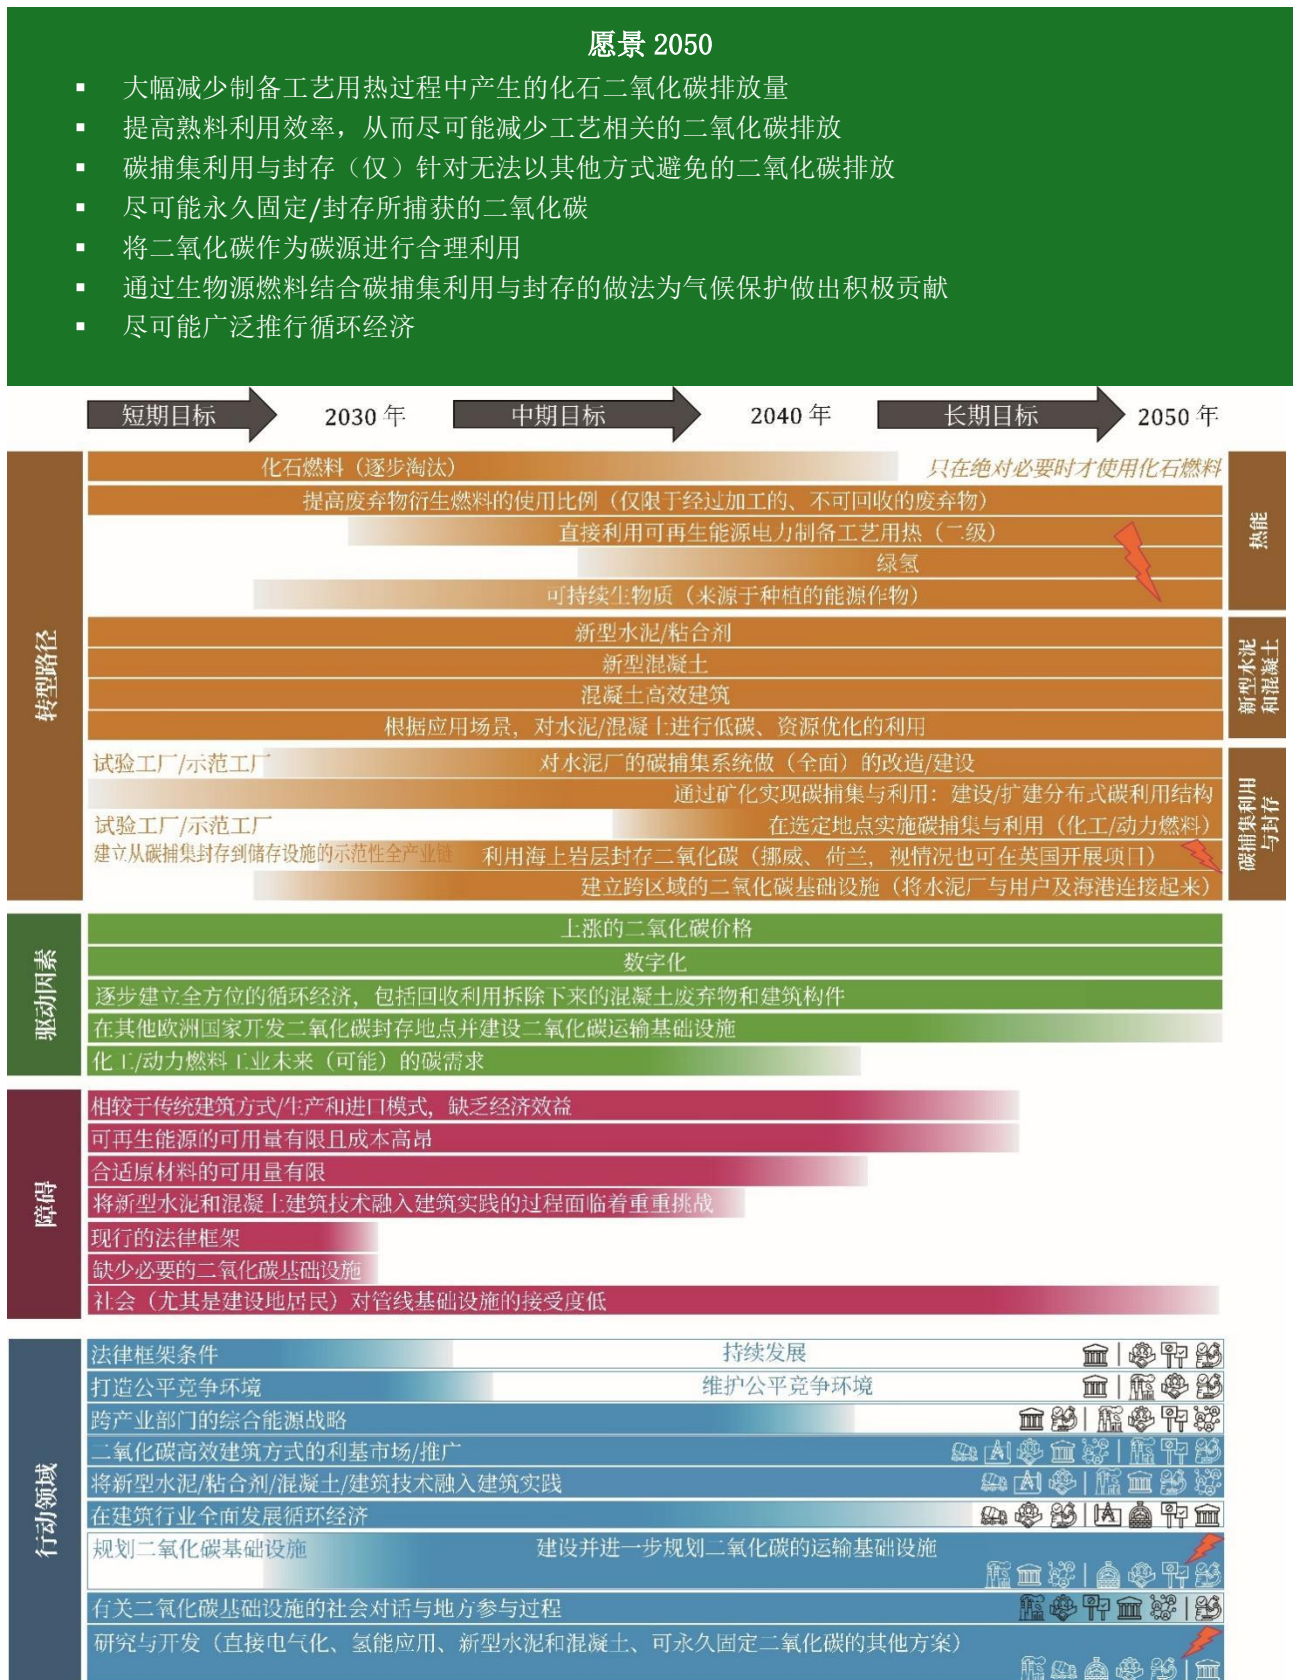 愿景 2050
▪ 大幅减少制备工艺用热过程中产生的化石二氧化碳排放量
▪ 提高熟料利用效率，从而尽可能减少工艺相关的二氧化碳排放
▪ 碳捕集利用与封存（仅）针对无法以其他方式避免的二氧化碳排放
▪ 尽可能永久固定/封存所捕获的二氧化碳
▪ 将二氧化碳作为碳源进行合理利用
▪ 通过生物源燃料结合碳捕集利用与封存的做法为气候保护做出积极贡献
▪ 尽可能广泛推行循环经济
短期目标 2030 年 中期目标 2040 年 长期目标 2050 年
转型路径
化石燃料（逐步淘汰） 只在绝对必要时才使用化石燃料
提高废弃物衍生燃料的使用比例（仅限于经过加工的、不可回收的废弃物）
直接利用可再生能源电力制备工艺用热（二级）
绿氢
可持续生物质（来源于种植的能源作物）
热能
新型水泥/粘合剂
新型混凝土
混凝土高效建筑
根据应用场景，对水泥/混凝土进行低碳、资源优化的利用
新型水泥
和混凝土
试验工厂/示范工厂 对水泥厂的碳捕集系统做（全面）的改造/建设
通过矿化实现碳捕集与利用：建设/扩建分布式碳利用结构
试验工厂/示范工厂 在选定地点实施碳捕集与利用（化工/动力燃料）
建立从碳捕集封存到储存设施的示范性全产业链 利用海上岩层封存二氧化碳（挪威、荷兰，视情况也可在英国开展项目）
建立跨区域的二氧化碳基础设施（将水泥厂与用户及海港连接起来）
碳捕集利用
与封存
驱动因素
上涨的二氧化碳价格
数字化
逐步建立全方位的循环经济，包括回收利用拆除下来的混凝土废弃物和建筑构件
在其他欧洲国家开发二氧化碳封存地点并建设二氧化碳运输基础设施
化工/动力燃料工业未来（可能）的碳需求
障碍
相较于传统建筑方式/生产和进口模式，缺乏经济效益
可再生能源的可用量有限且成本高昂
合适原材料的可用量有限
将新型水泥和混凝土建筑技术融入建筑实践的过程面临着重重挑战
现行的法律框架
缺少必要的二氧化碳基础设施
社会（尤其是建设地居民）对管线基础设施的接受度低
行动领域
法律框架条件 持续发展
打造公平竞争环境 维护公平竞争环境
跨产业部门的综合能源战略
二氧化碳高效建筑方式的利基市场/推广
将新型水泥/粘合剂/混凝土/建筑技术融入建筑实践
在建筑行业全面发展循环经济
规划二氧化碳基础设施 建设并进一步规划二氧化碳的运输基础设施
有关二氧化碳基础设施的社会对话与地方参与过程
研究与开发（直接电气化、氢能应用、新型水泥和混凝土、可永久固定二氧化碳的其他方案）